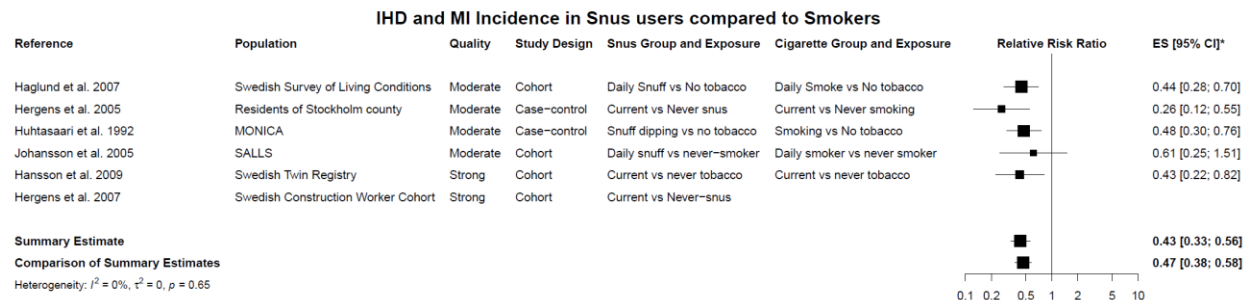 IHD and MI Incidence in Snus users compared to Smokers
Reference Population Quality Study Design Snus Group and Exposure Cigarette Group and Exposure Relative Risk Ratio ES [95% CI]*
Haglund et al. 2007 Swedish Survey of Living Conditions Moderate Cohort Daily Snuff vs No tobacco Daily Smoke vs No tobacco 0.44 [0.28; 0.70]
Hergens et al. 2005 Residents of Stockholm county Moderate Case−control Current vs Never snus Current vs Never smoking 0.26 [0.12; 0.55]
Huhtasaari et al. 1992 MONICA Moderate Case−control Snuff dipping vs no tobacco Smoking vs No tobacco 0.48 [0.30; 0.76]
Johansson et al. 2005 SALLS Moderate Cohort Daily snuff vs never−smoker Daily smoker vs never smoker 0.61 [0.25; 1.51]
Hansson et al. 2009 Swedish Twin Registry Strong Cohort Current vs never tobacco Current vs never tobacco 0.43 [0.22; 0.82]
Hergens et al. 2007 Swedish Construction Worker Cohort Strong Cohort Current vs Never−snus
Summary Estimate 0.43 [0.33; 0.56]
Comparison of Summary Estimates 0.47 [0.38; 0.58]
Heterogeneity: I² = 0%, τ² = 0, p = 0.65
0.1 0.2 0.5 1 2 5 10